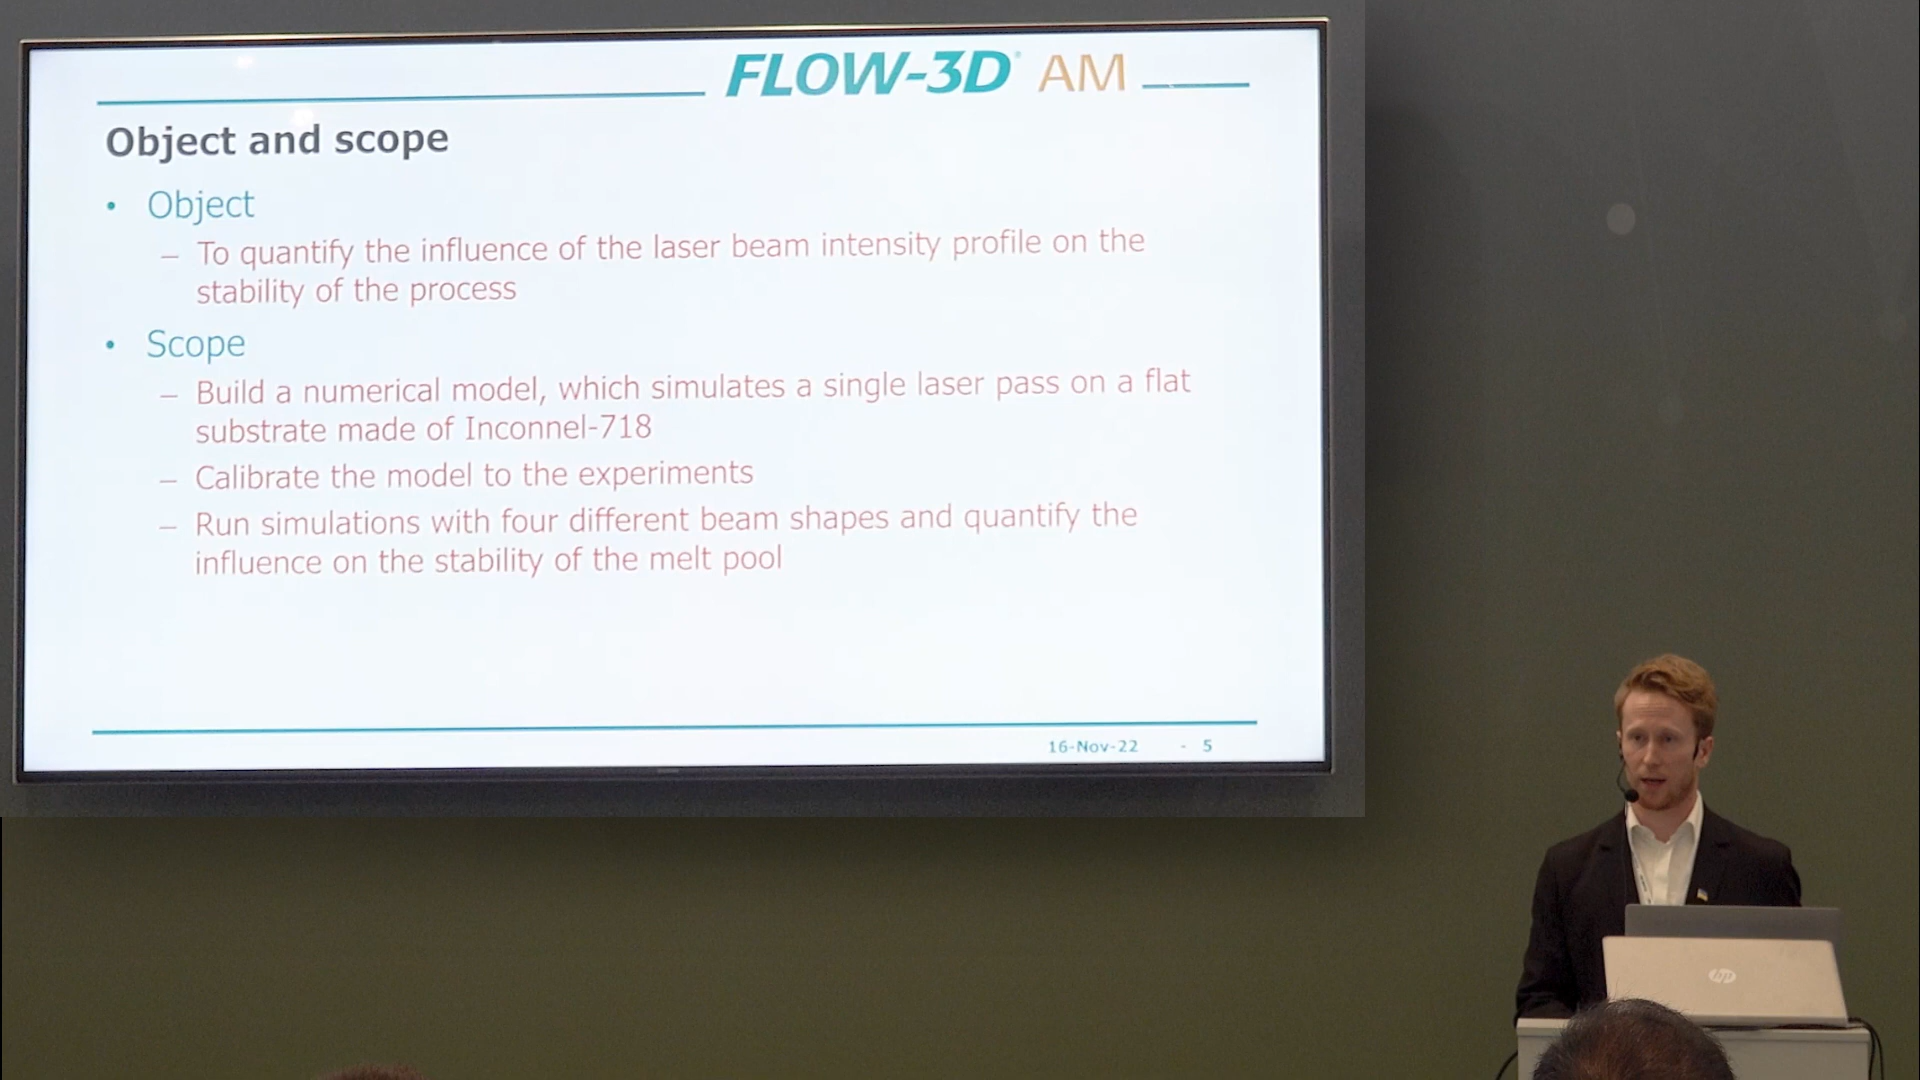 FLOW-3D® AM
Object and scope
• Object
– To quantify the influence of the laser beam intensity profile on the
stability of the process
• Scope
– Build a numerical model, which simulates a single laser pass on a flat
substrate made of Inconnel-718
– Calibrate the model to the experiments
– Run simulations with four different beam shapes and quantify the
influence on the stability of the melt pool
16-Nov-22 - 5
hp